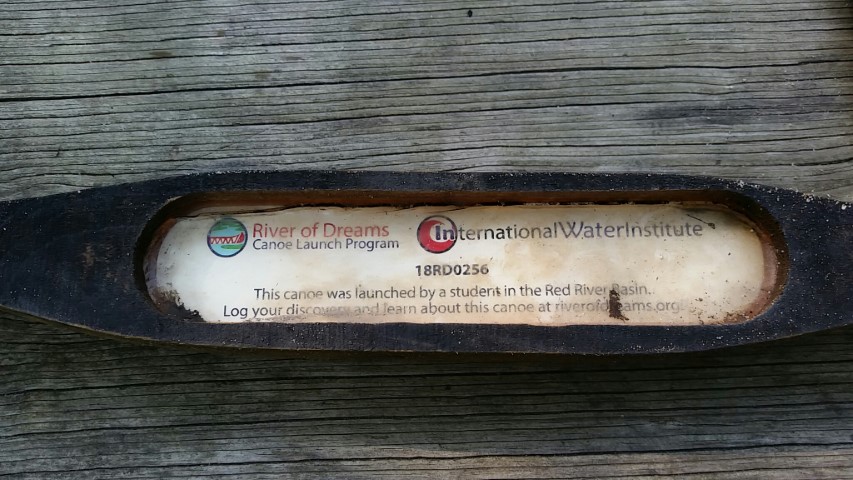 River of Dreams
Canoe Launch Program
InternationalWaterInstitute
18RD0256
This canoe was launched by a student in the Red River Basin.
Log your discovery and learn about this canoe at riverofdreams.org